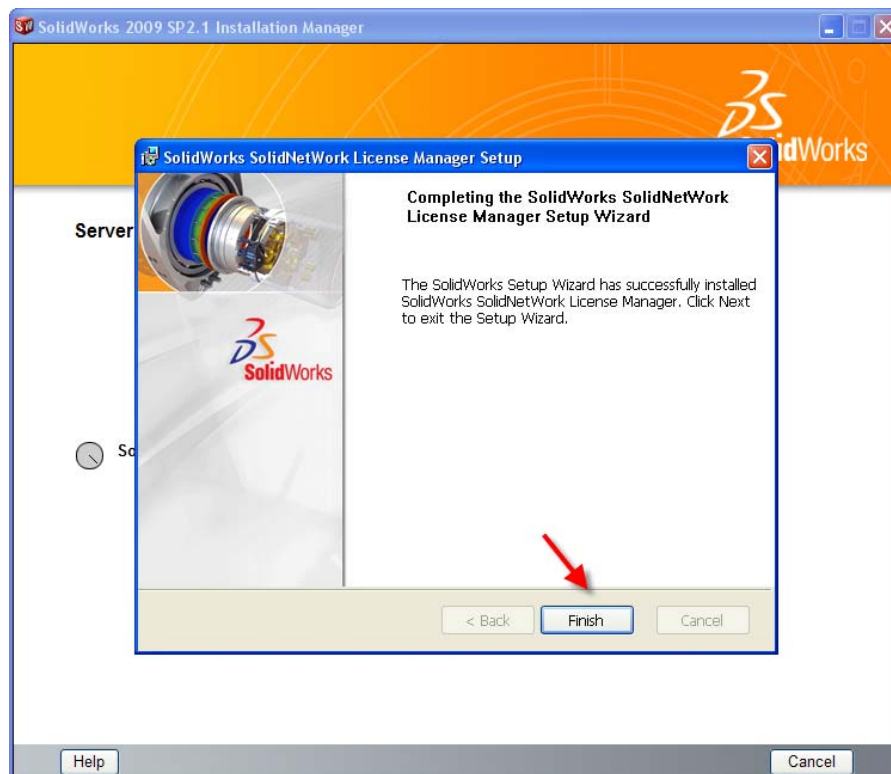 SolidWorks 2009 SP2.1 Installation Manager
idWorks
SolidWorks SolidNetWork License Manager Setup
Server
Completing the SolidWorks SolidNetWork
License Manager Setup Wizard
The SolidWorks Setup Wizard has successfully installed
SolidWorks SolidNetWork License Manager. Click Next
to exit the Setup Wizard.
SolidWorks
So
< Back
Finish
Cancel
Help
Cancel